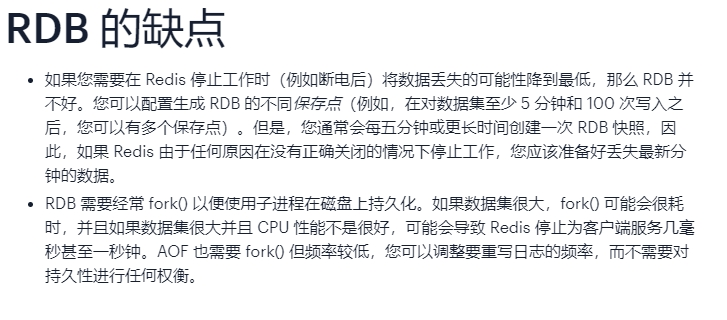 RDB 的缺点
如果您需要在 Redis 停止工作时（例如断电后）将数据丢失的可能性降到最低，那么 RDB 并
不好。您可以配置生成 RDB 的不同保存点（例如，在对数据集至少 5 分钟和 100 次写入之
后，您可以有多个保存点）。但是，您通常会每五分钟或更长时间创建一次 RDB 快照，因
此，如果 Redis 由于任何原因在没有正确关闭的情况下停止工作，您应该准备好丢失最新分
钟的数据。
RDB 需要经常 fork() 以便使用子进程在磁盘上持久化。如果数据集很大，fork() 可能会很耗
时，并且如果数据集很大并且 CPU 性能不是很好，可能会导致 Redis 停止为客户端服务几毫
秒甚至一秒钟。AOF 也需要 fork() 但频率较低，您可以调整要重写日志的频率，而不需要对
持久性进行任何权衡。